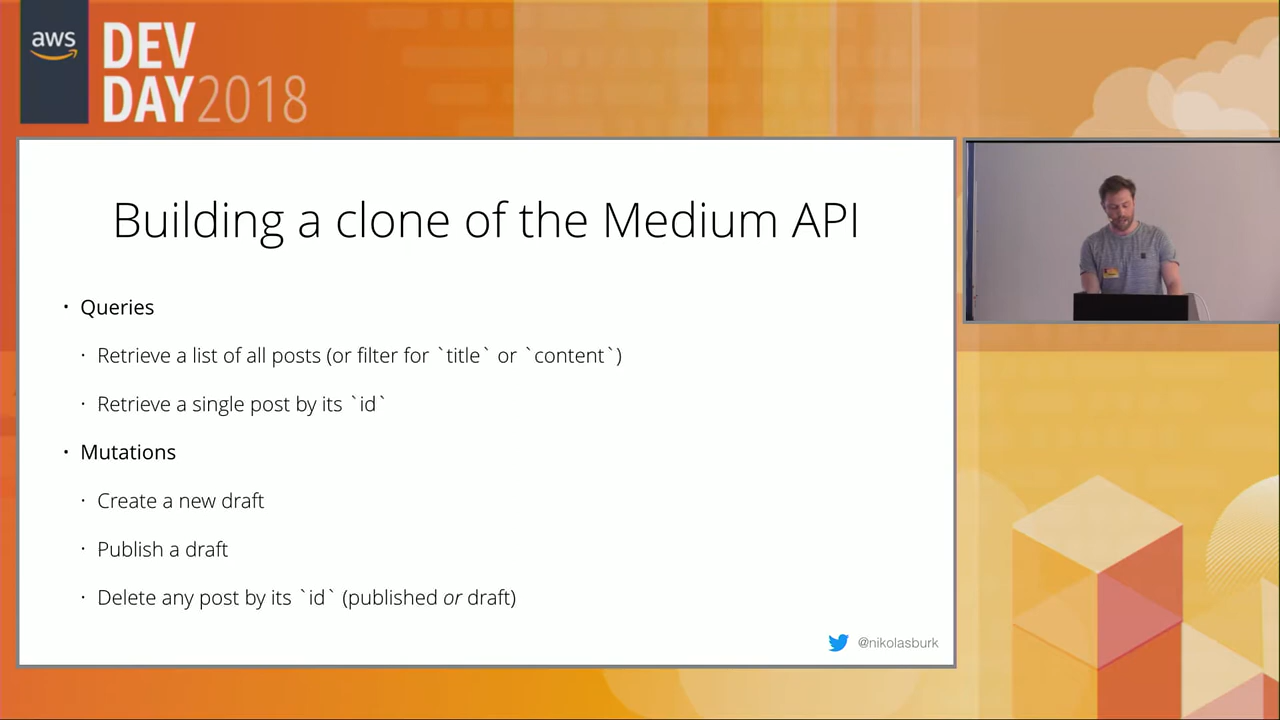 aws
DEV
DAY2018
Building a clone of the Medium API
• Queries
• Retrieve a list of all posts (or filter for `title` or `content`)
• Retrieve a single post by its `id`
• Mutations
• Create a new draft
• Publish a draft
• Delete any post by its `id` (published or draft)
@nikolasburk